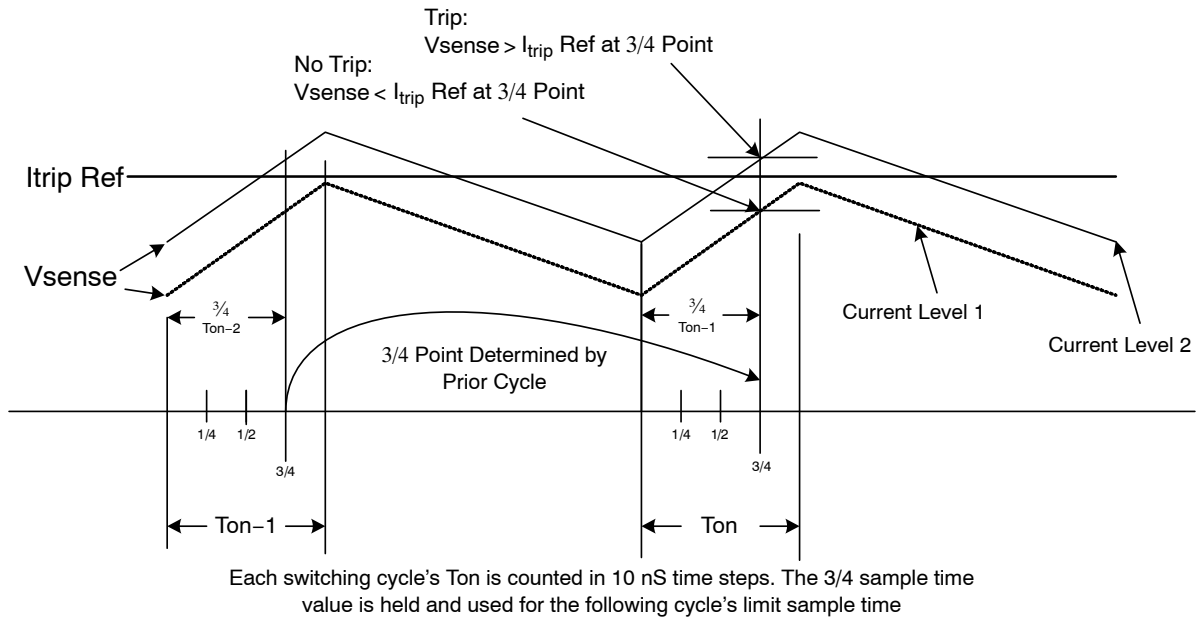 Trip:
Vsense > Itrip Ref at 3/4 Point
No Trip:
Vsense < Itrip Ref at 3/4 Point
Itrip Ref
Vsense
3/4
Ton−2
3/4
Ton−1
Current Level 1
Current Level 2
3/4 Point Determined by
Prior Cycle
1/4
1/2
3/4
1/4
1/2
3/4
Ton−1
Ton
Each switching cycle's Ton is counted in 10 nS time steps. The 3/4 sample time
value is held and used for the following cycle's limit sample time